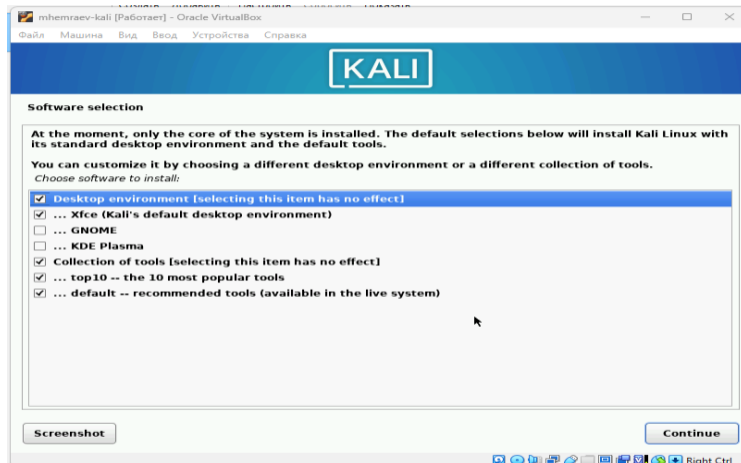 mhemraev-kali [Работает] - Oracle VirtualBox
Файл Машина Вид Ввод Устройства Справка
KALI
Software selection
At the moment, only the core of the system is installed. The default selections below will install Kali Linux with
its standard desktop environment and the default tools.
You can customize it by choosing a different desktop environment or a different collection of tools.
Choose software to install:
Desktop environment [selecting this item has no effect]
... Xfce (Kali's default desktop environment)
... GNOME
... KDE Plasma
Collection of tools [selecting this item has no effect]
... top10 -- the 10 most popular tools
... default -- recommended tools (available in the live system)
Screenshot
Continue
Right Ctrl